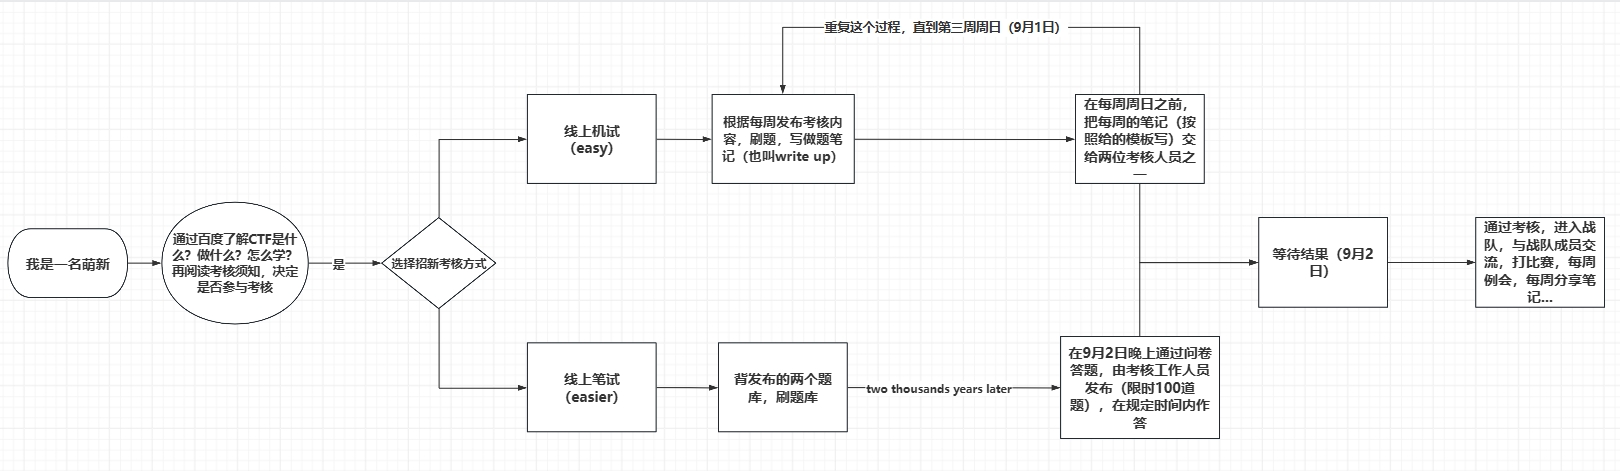 重复这个过程，直到第三周周日（9月1日）
线上机试
（easy）
根据每周发布考核内
容，刷题，写做题笔
记（也叫write up）
在每周周日之前，
把每周的笔记（按
照给的模板写）交
给两位考核人员之
一
我是一名萌新
通过百度了解CTF是什
么？做什么？怎么学？
再阅读考核须知，决定
是否参与考核
是
选择招新考核方式
等待结果（9月2
日）
通过考核，进入战
队，与战队成员交
流，打比赛，每周
例会，每周分享笔
记...
线上笔试
（easier）
背发布的两个题
库，刷题库
two thousands years later
在9月2日晚上通过问卷
答题，由考核工作人员
发布（限时100道
题），在规定时间内作
答